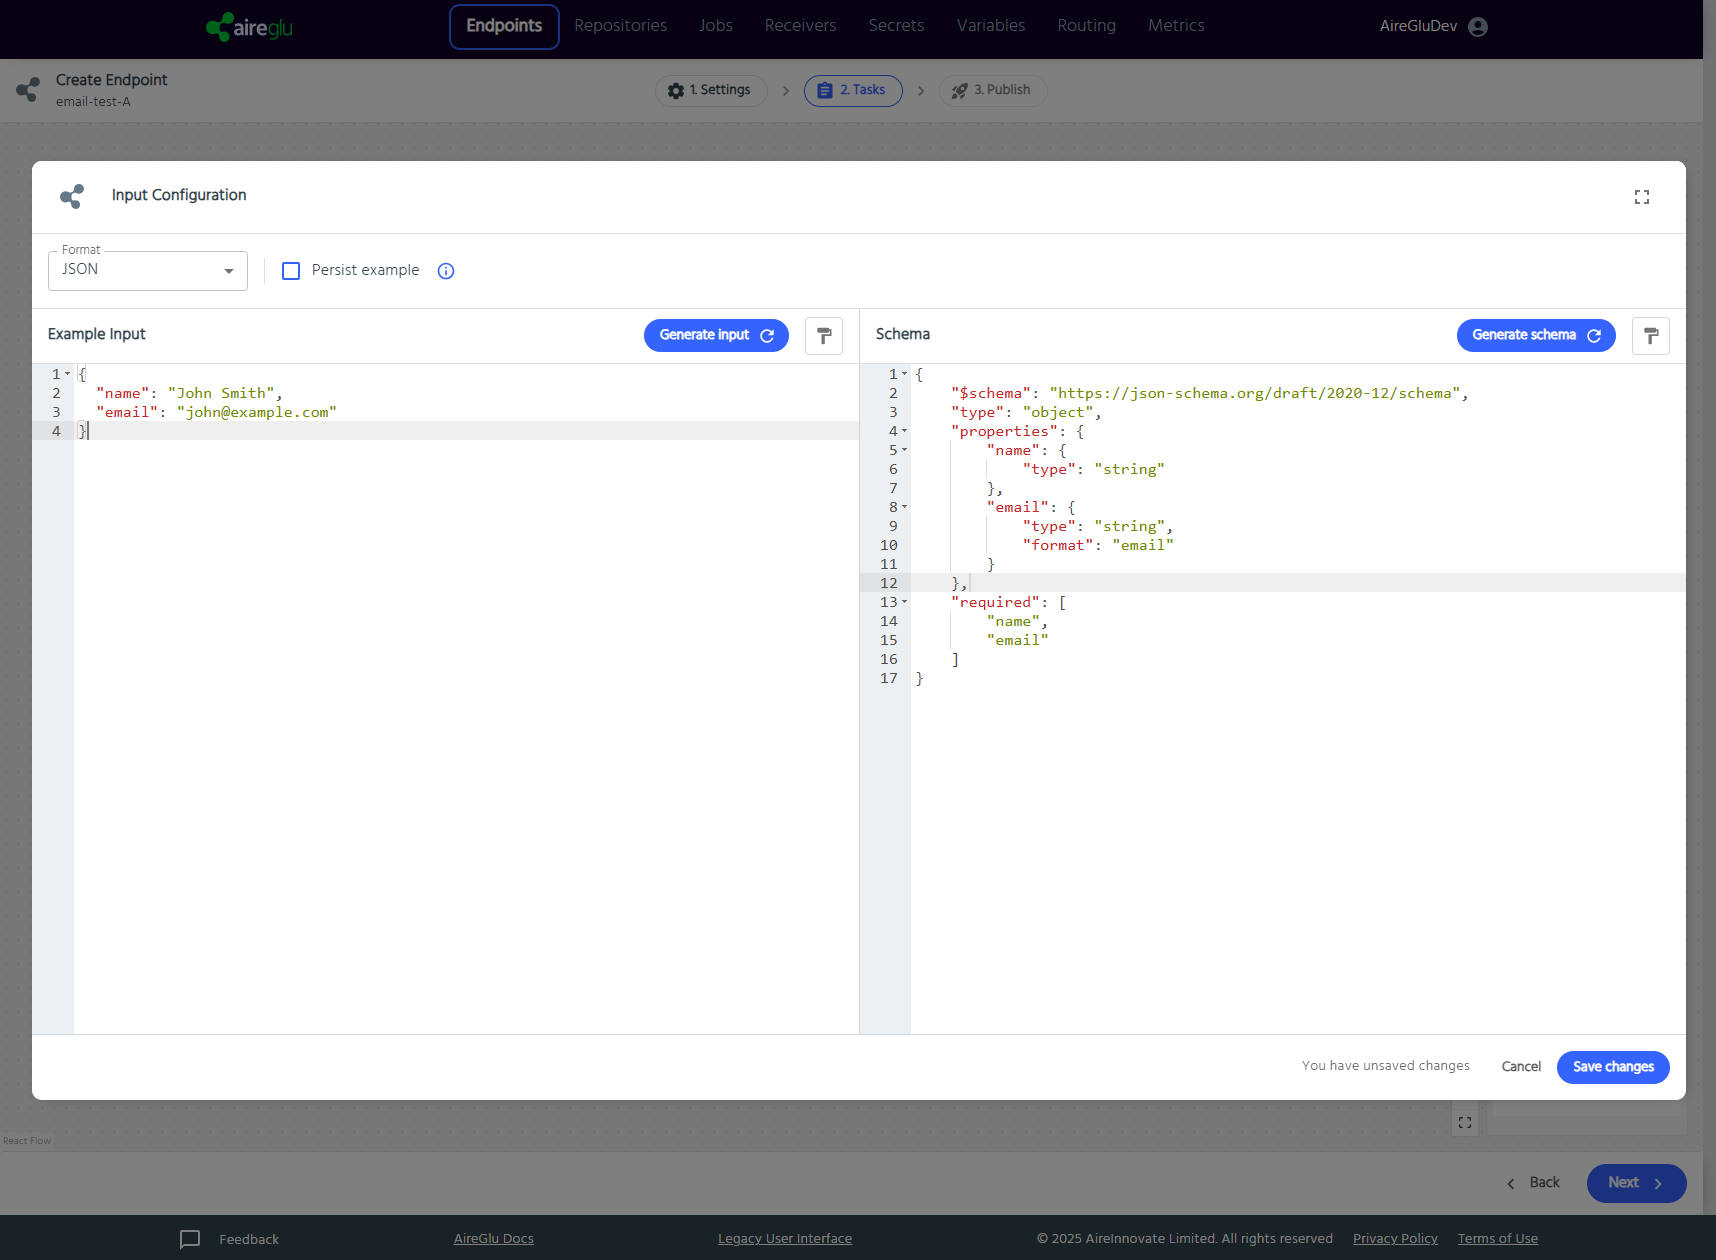 aireglu
Endpoints
Repositories
Jobs
Receivers
Secrets
Variables
Routing
Metrics
AireGluDev
Create Endpoint
email-test-A
1. Settings
2. Tasks
3. Publish
Input Configuration
Format
JSON
Persist example
Example Input
Generate input
Schema
Generate schema
1 {
2 "name": "John Smith",
3 "email": "john@example.com"
4 }
1 {
2 "$schema": "https://json-schema.org/draft/2020-12/schema",
3 "type": "object",
4 "properties": {
5 "name": {
6 "type": "string"
7 },
8 "email": {
9 "type": "string",
10 "format": "email"
11 }
12 },
13 "required": [
14 "name",
15 "email"
16 ]
17 }
You have unsaved changes
Cancel
Save changes
React Flow
Back
Next
Feedback
AireGlu Docs
Legacy User Interface
© 2025 AireInnovate Limited. All rights reserved
Privacy Policy
Terms of Use